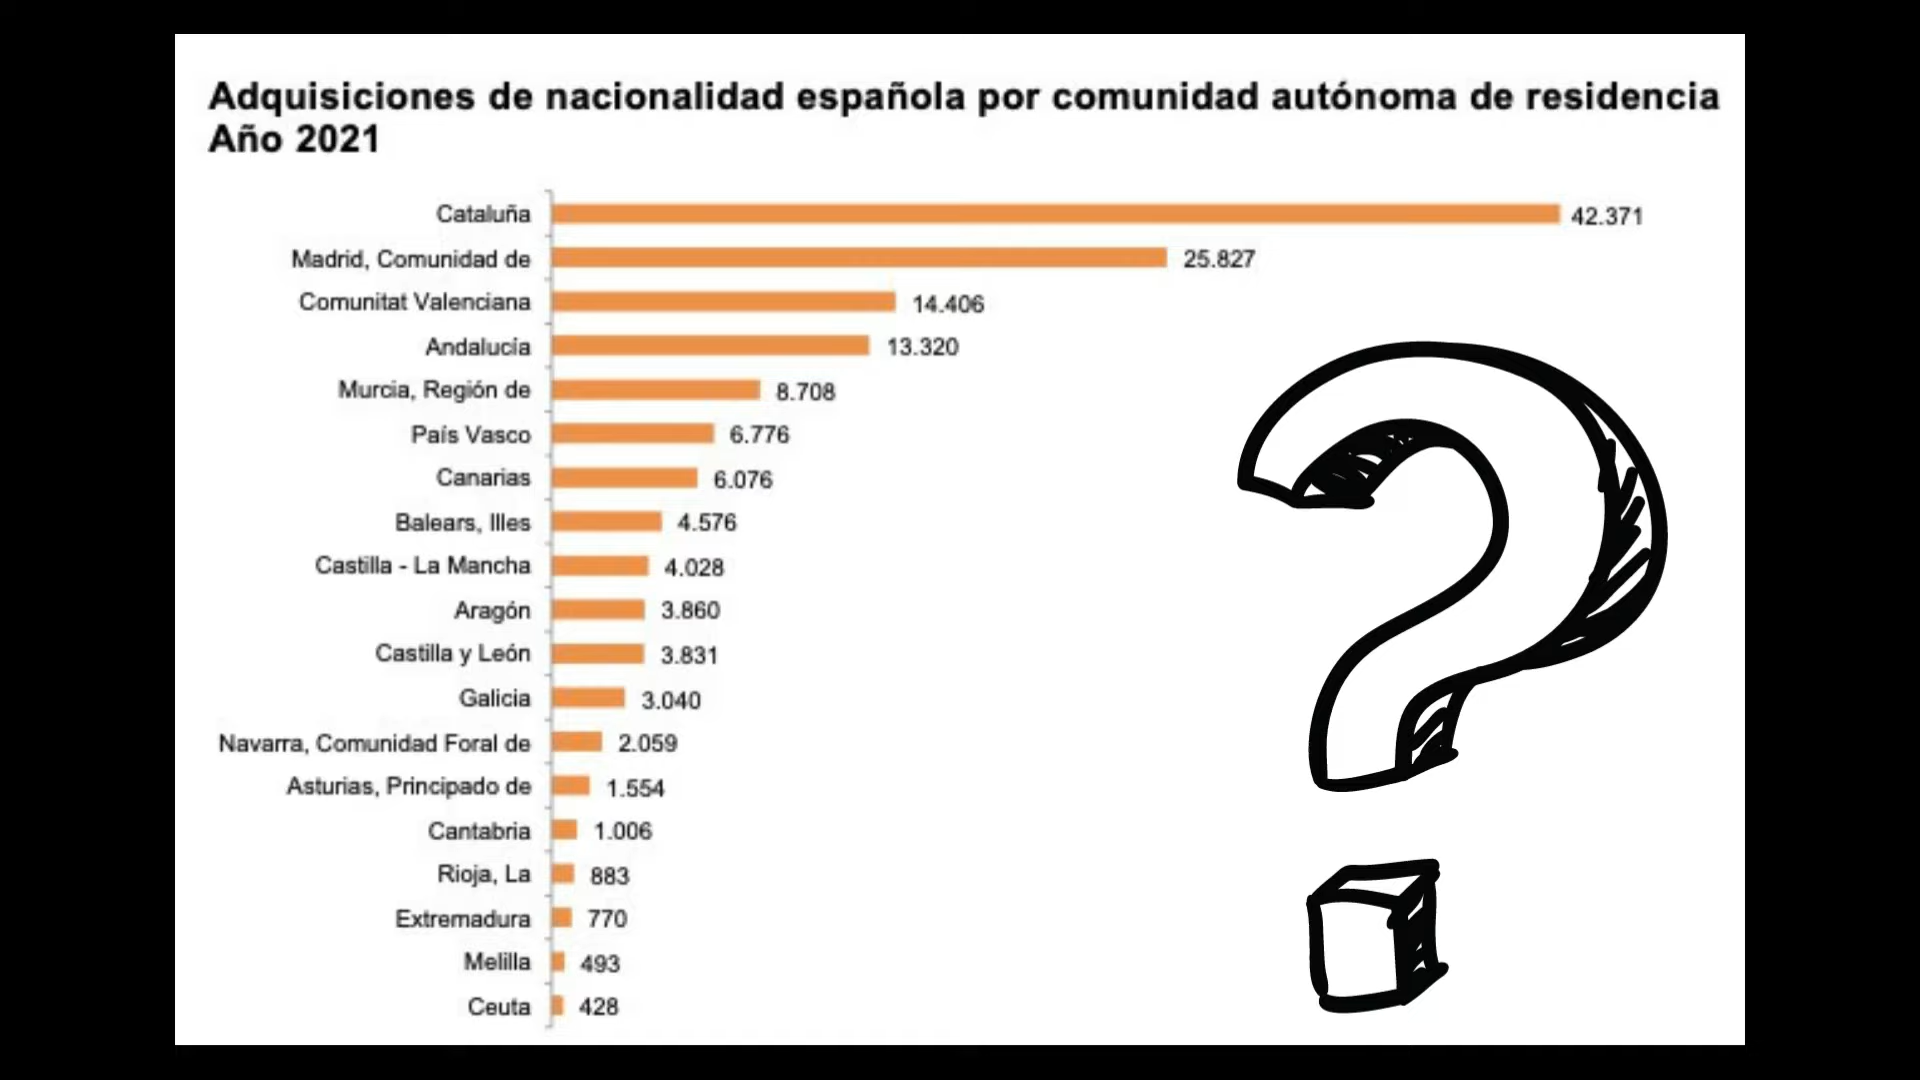 Adquisiciones de nacionalidad española por comunidad autónoma de residencia
Año 2021
Cataluña 42.371
Madrid, Comunidad de 25.827
Comunitat Valenciana 14.406
Andalucía 13.320
Murcia, Región de 8.708
País Vasco 6.776
Canarias 6.076
Balears, Illes 4.576
Castilla - La Mancha 4.028
Aragón 3.860
Castilla y León 3.831
Galicia 3.040
Navarra, Comunidad Foral de 2.059
Asturias, Principado de 1.554
Cantabria 1.006
Rioja, La 883
Extremadura 770
Melilla 493
Ceuta 428
?